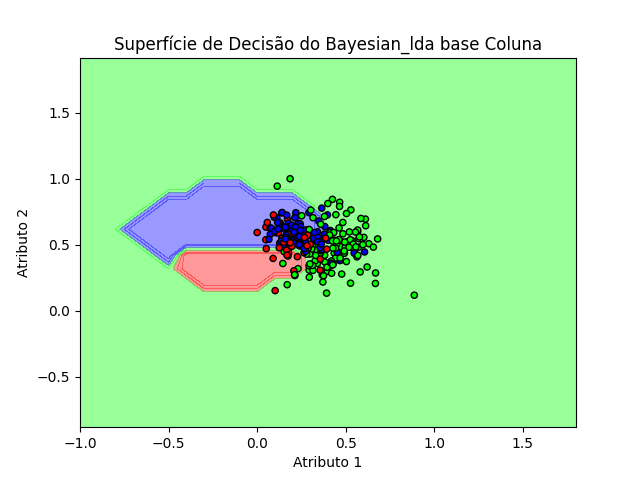 Superfície de Decisão do Bayesian_lda base Coluna
1.5
1.0
0.5
0.0
−0.5
Atributo 2
−1.0 −0.5 0.0 0.5 1.0 1.5
Atributo 1